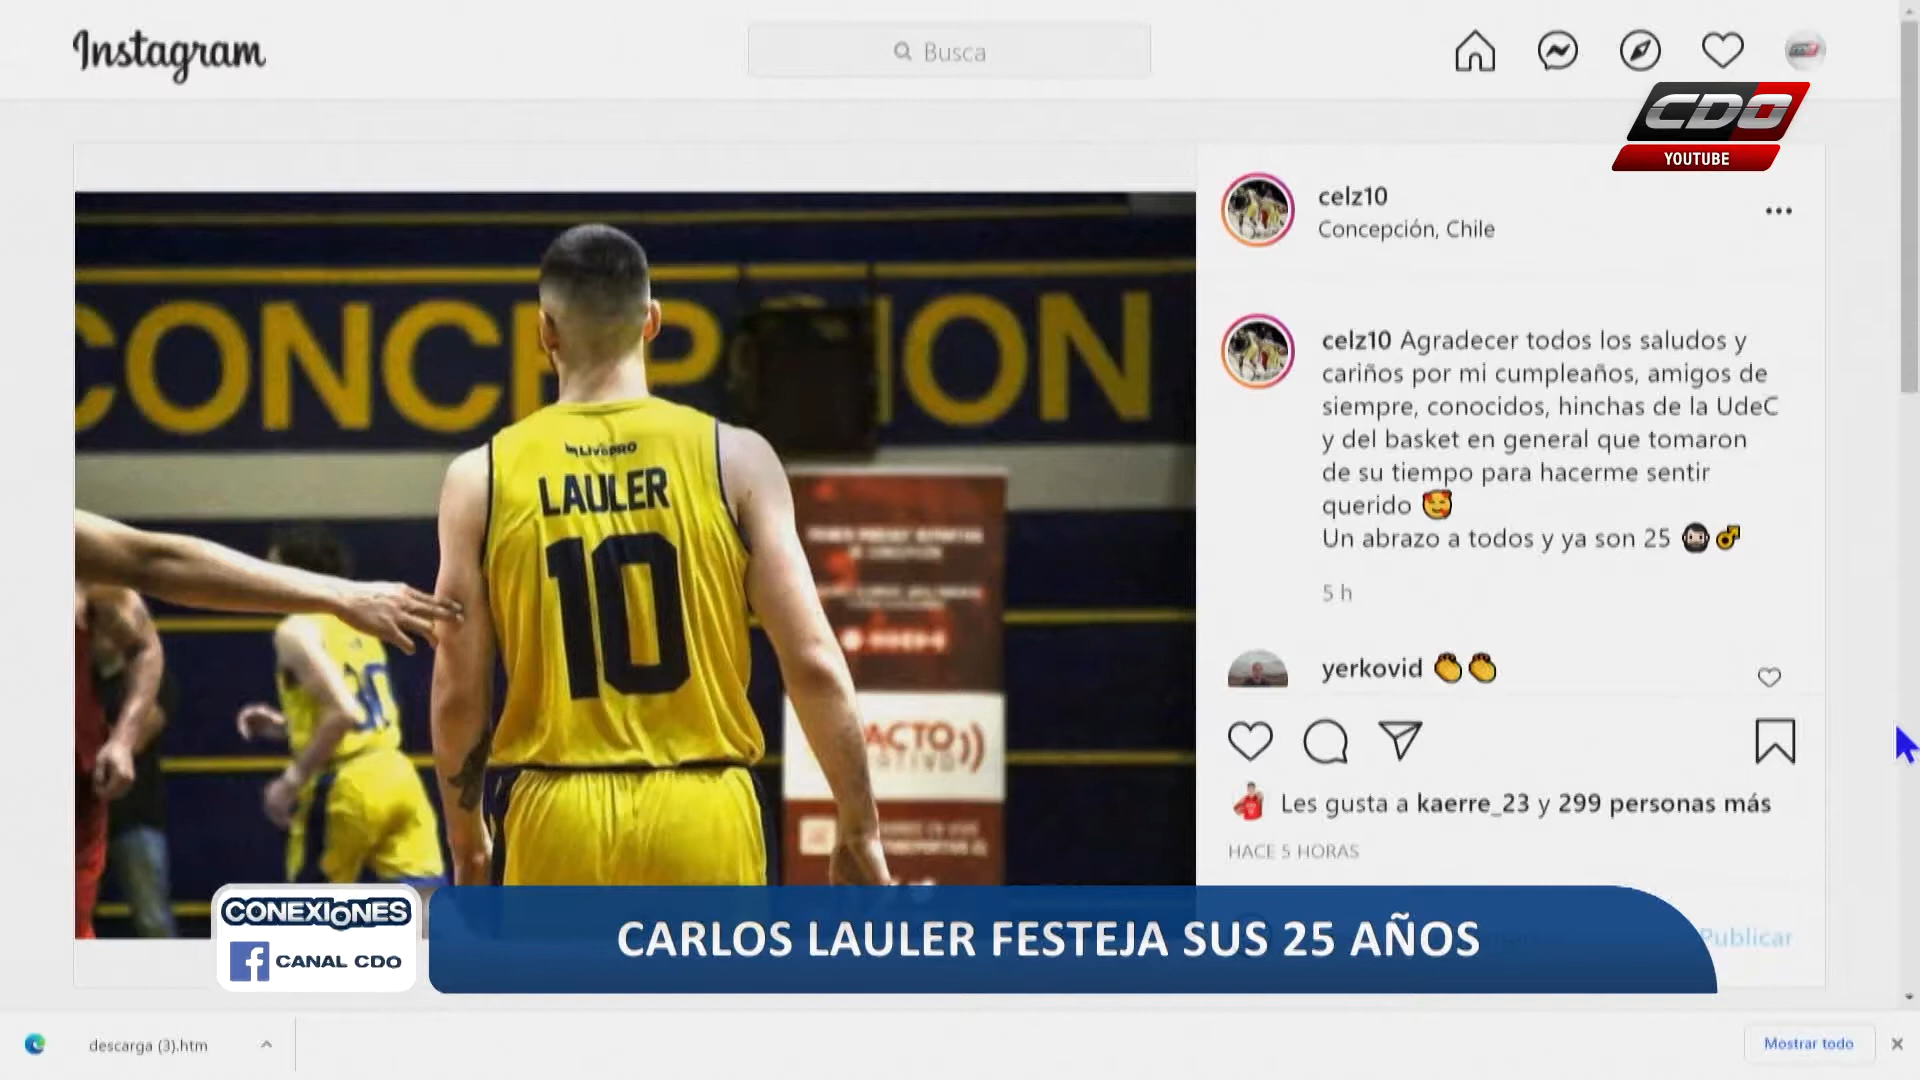 Instagram
Busca
CDO
YOUTUBE
celz10
Concepción, Chile
CONCEP ION
LIVEPRO
LAULER
10
celz10 Agradecer todos los saludos y
cariños por mi cumpleaños, amigos de
siempre, conocidos, hinchas de la UdeC
y del basket en general que tomaron
de su tiempo para hacerme sentir
querido 🥰
Un abrazo a todos y ya son 25 🧔🏻‍♂
5 h
yerkovid 👏👏
ACTO
Les gusta a kaerre_23 y 299 personas más
HACE 5 HORAS
Publicar
CONEXIONES
CANAL CDO
CARLOS LAULER FESTEJA SUS 25 AÑOS
descarga (3).htm
Mostrar todo